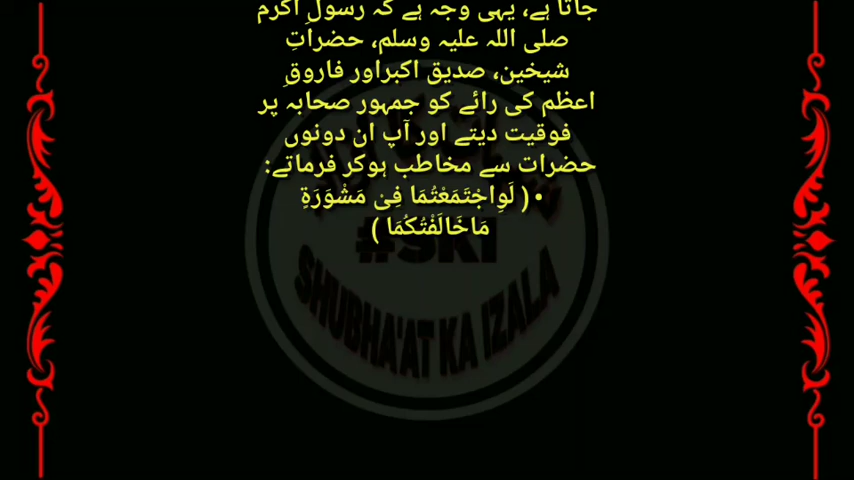 جاتا ہے، یہی وجہ ہے کہ رسولِ اکرم
صلی اللہ علیہ وسلم، حضراتِ
شیخین، صدیق اکبراور فاروقِ
اعظم کی رائے کو جمہور صحابہ پر
فوقیت دیتے اور آپ ان دونوں
حضرات سے مخاطب ہوکر فرماتے:
•( لَوِاجْتَمَعْتُمَا فِیْ مَشْوَرَةٍ
مَاخَالَفْتُکُمَا )
#SKI
SHUBHA'AT KA IZALA